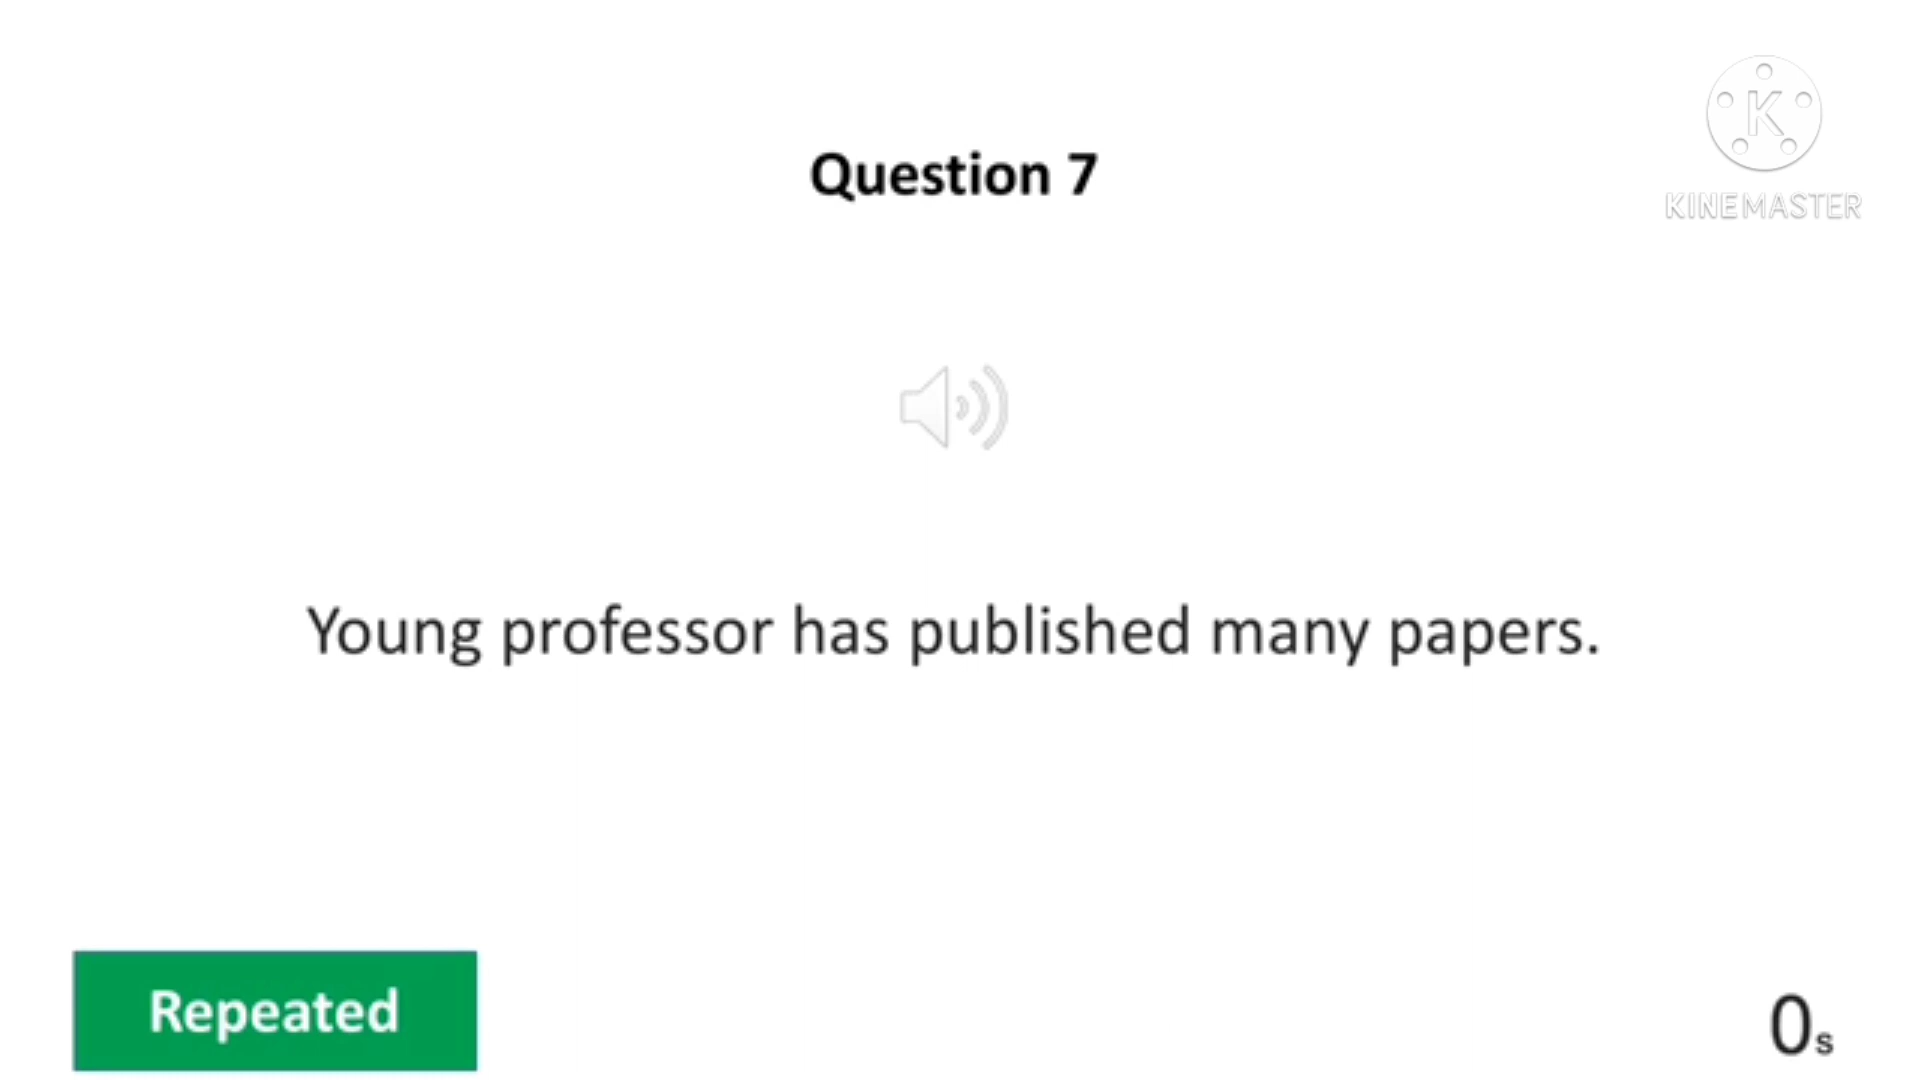 Question 7
K
KINEMASTER
Young professor has published many papers.
Repeated
0s